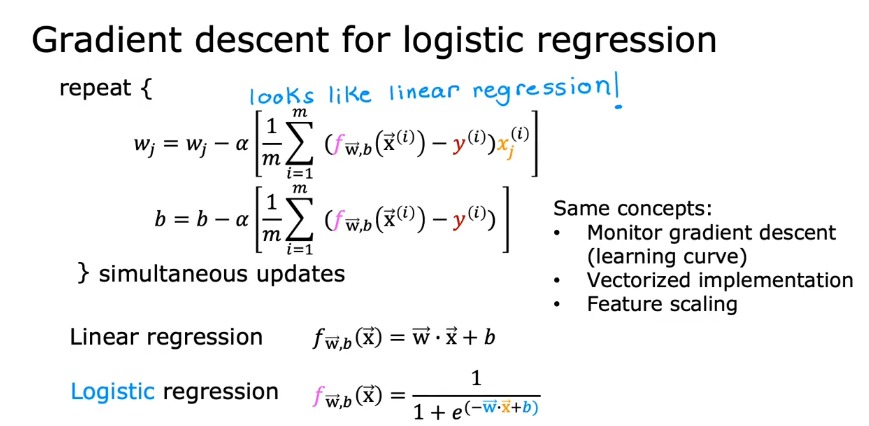 Gradient descent for logistic regression
repeat {
looks like linear regression!
w_j = w_j − α [ 1/m ∑_{i=1}^{m} (f_{w⃗,b}(x⃗^{(i)}) − y^{(i)}) x_j^{(i)} ]
b = b − α [ 1/m ∑_{i=1}^{m} (f_{w⃗,b}(x⃗^{(i)}) − y^{(i)}) ]
} simultaneous updates
Same concepts:
• Monitor gradient descent
(learning curve)
• Vectorized implementation
• Feature scaling
Linear regression f_{w⃗,b}(x⃗) = w⃗ · x⃗ + b
Logistic regression f_{w⃗,b}(x⃗) = 1 / (1 + e^{(−w⃗·x⃗+b)})